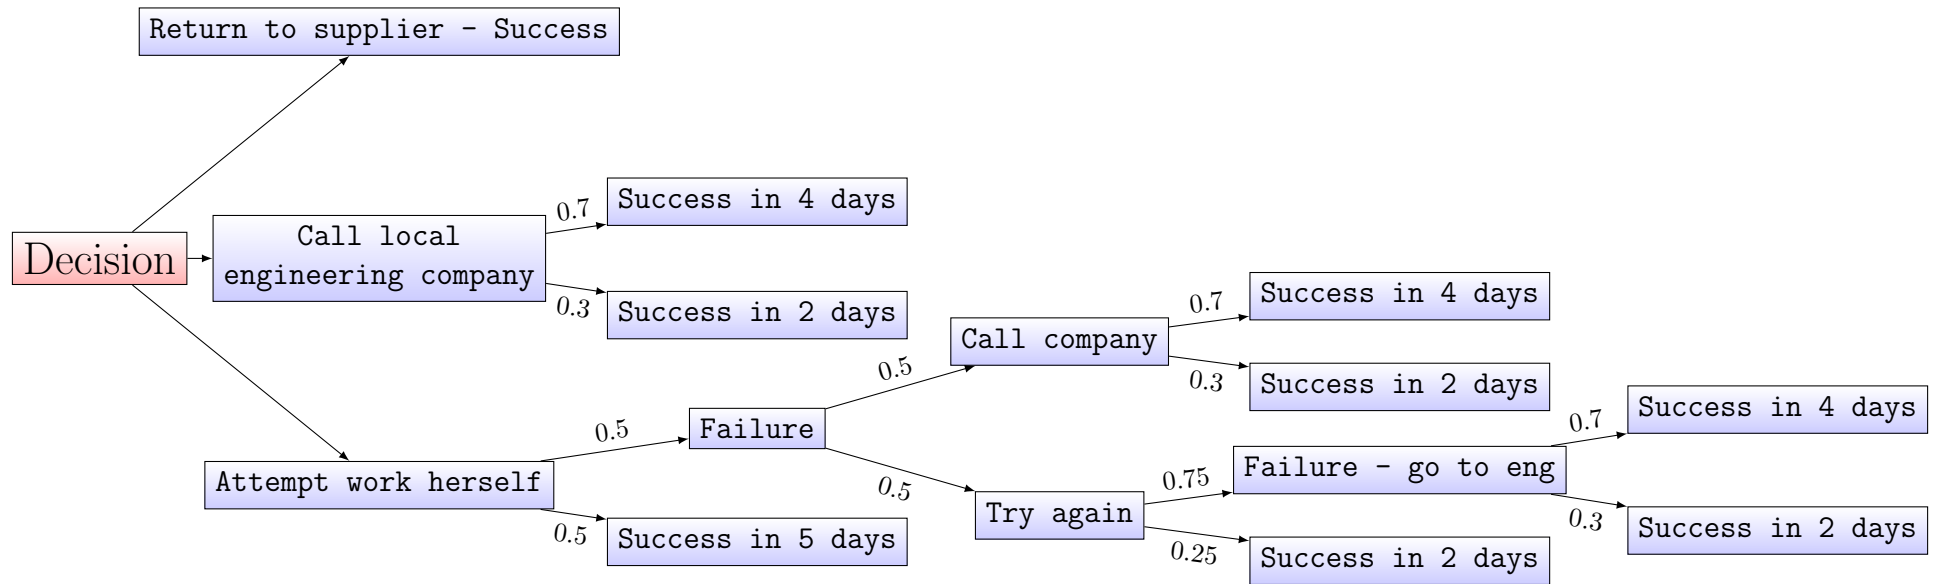 Return to supplier - Success
Decision
Call local
engineering company
0.7
Success in 4 days
0.3
Success in 2 days
Attempt work herself
0.5
Failure
0.5
Call company
0.7
Success in 4 days
0.3
Success in 2 days
0.5
Try again
0.75
Failure - go to eng
0.7
Success in 4 days
0.3
Success in 2 days
0.25
Success in 2 days
0.5
Success in 5 days